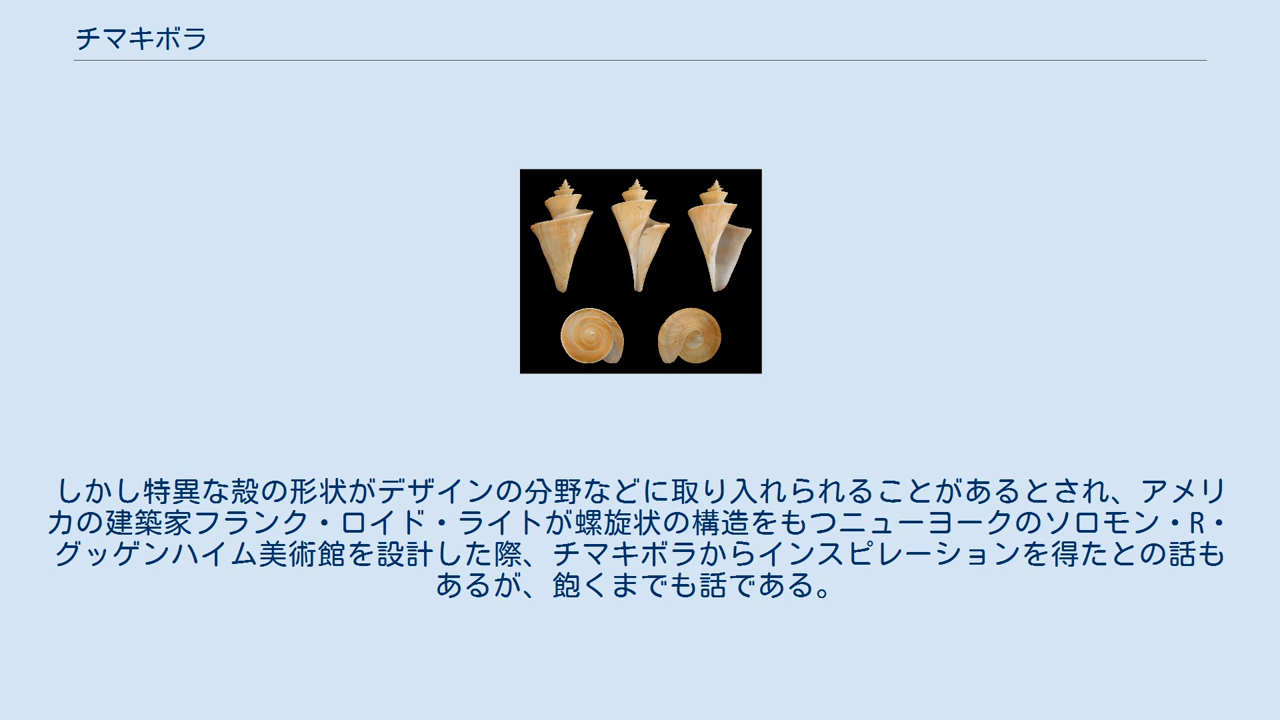 チマキボラ
しかし特異な殻の形状がデザインの分野などに取り入れられることがあるとされ、アメリ
カの建築家フランク・ロイド・ライトが螺旋状の構造をもつニューヨークのソロモン・R・
グッゲンハイム美術館を設計した際、チマキボラからインスピレーションを得たとの話も
あるが、飽くまでも話である。